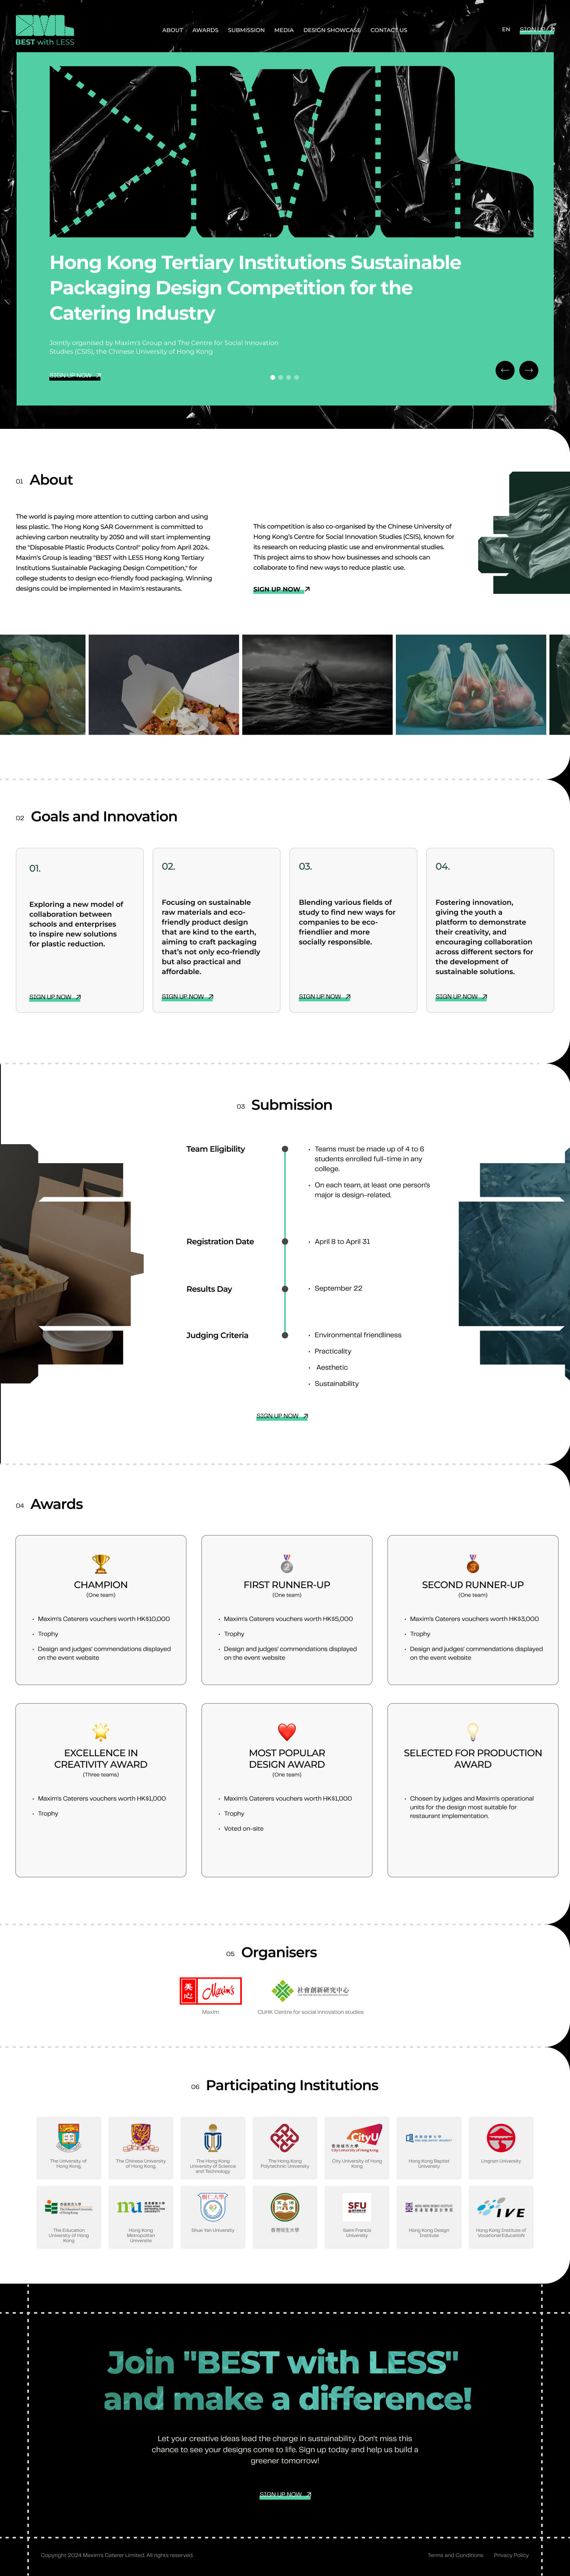 BEST with LESS
ABOUT
AWARDS
SUBMISSION
MEDIA
DESIGN SHOWCASE
CONTACT US
EN
SIGN UP
Hong Kong Tertiary Institutions Sustainable
Packaging Design Competition for the
Catering Industry
Jointly organised by Maxim's Group and The Centre for Social Innovation
Studies (CSIS), the Chinese University of Hong Kong
SIGN UP NOW
01 About
The world is paying more attention to cutting carbon and using
less plastic. The Hong Kong SAR Government is committed to
achieving carbon neutrality by 2050 and will start implementing
the "Disposable Plastic Products Control" policy from April 2024.
Maxim's Group is leading "BEST with LESS Hong Kong Tertiary
Institutions Sustainable Packaging Design Competition," for
college students to design eco-friendly food packaging. Winning
designs could be implemented in Maxim's restaurants.
This competition is also co-organised by the Chinese University of
Hong Kong's Centre for Social Innovation Studies (CSIS), known for
its research on reducing plastic use and environmental studies.
This project aims to show how businesses and schools can
collaborate to find new ways to reduce plastic use.
SIGN UP NOW
02 Goals and Innovation
01.
Exploring a new model of
collaboration between
schools and enterprises
to inspire new solutions
for plastic reduction.
SIGN UP NOW
02.
Focusing on sustainable
raw materials and eco-
friendly product design
that are kind to the earth,
aiming to craft packaging
that's not only eco-friendly
but also practical and
affordable.
SIGN UP NOW
03.
Blending various fields of
study to find new ways for
companies to be eco-
friendlier and more
socially responsible.
SIGN UP NOW
04.
Fostering innovation,
giving the youth a
platform to demonstrate
their creativity, and
encouraging collaboration
across different sectors for
the development of
sustainable solutions.
SIGN UP NOW
03 Submission
Team Eligibility
• Teams must be made up of 4 to 6
students enrolled full-time in any
college.
• On each team, at least one person's
major is design-related.
Registration Date
• April 8 to April 31
Results Day
• September 22
Judging Criteria
• Environmental friendliness
• Practicality
• Aesthetic
• Sustainability
SIGN UP NOW
04 Awards
CHAMPION
(One team)
• Maxim's Caterers vouchers worth HK$10,000
• Trophy
• Design and judges' commendations displayed
on the event website
FIRST RUNNER-UP
(One team)
• Maxim's Caterers vouchers worth HK$5,000
• Trophy
• Design and judges' commendations displayed
on the event website
SECOND RUNNER-UP
(One team)
• Maxim's Caterers vouchers worth HK$3,000
• Trophy
• Design and judges' commendations displayed
on the event website
EXCELLENCE IN
CREATIVITY AWARD
(Three teams)
• Maxim's Caterers vouchers worth HK$1,000
• Trophy
MOST POPULAR
DESIGN AWARD
(One team)
• Maxim's Caterers vouchers worth HK$1,000
• Trophy
• Voted on-site
SELECTED FOR PRODUCTION
AWARD
• Chosen by judges and Maxim's operational
units for the design most suitable for
restaurant implementation.
05 Organisers
美心
Maxim's
Maxim
社會創新研究中心
CUHK Centre for social innovation studies
06 Participating Institutions
The University of
Hong Kong,
The Chinese University
of Hong Kong,
The Hong Kong
University of Science
and Technology
The Hong Kong
Polytechnic University
CityU
香港城市大學
City University of Hong Kong
City University of Hong
Kong
Hong Kong Baptist
University
Lingnan University
The Education
University of Hong
Kong
mu
Hong Kong
Metropolitan
Universite
Shue Yan University
香港恒生大學
SFU
Saint Francis
University
Hong Kong Design
Institute
IVE
Hong Kong Institute of
Vocational EducatioN
Join "BEST with LESS"
and make a difference!
Let your creative ideas lead the charge in sustainability. Don't miss this
chance to see your designs come to life. Sign up today and help us build a
greener tomorrow!
SIGN UP NOW
Copyright 2024 Maxim's Caterer Limited. All rights reserved.
Terms and Conditions
Privacy Policy